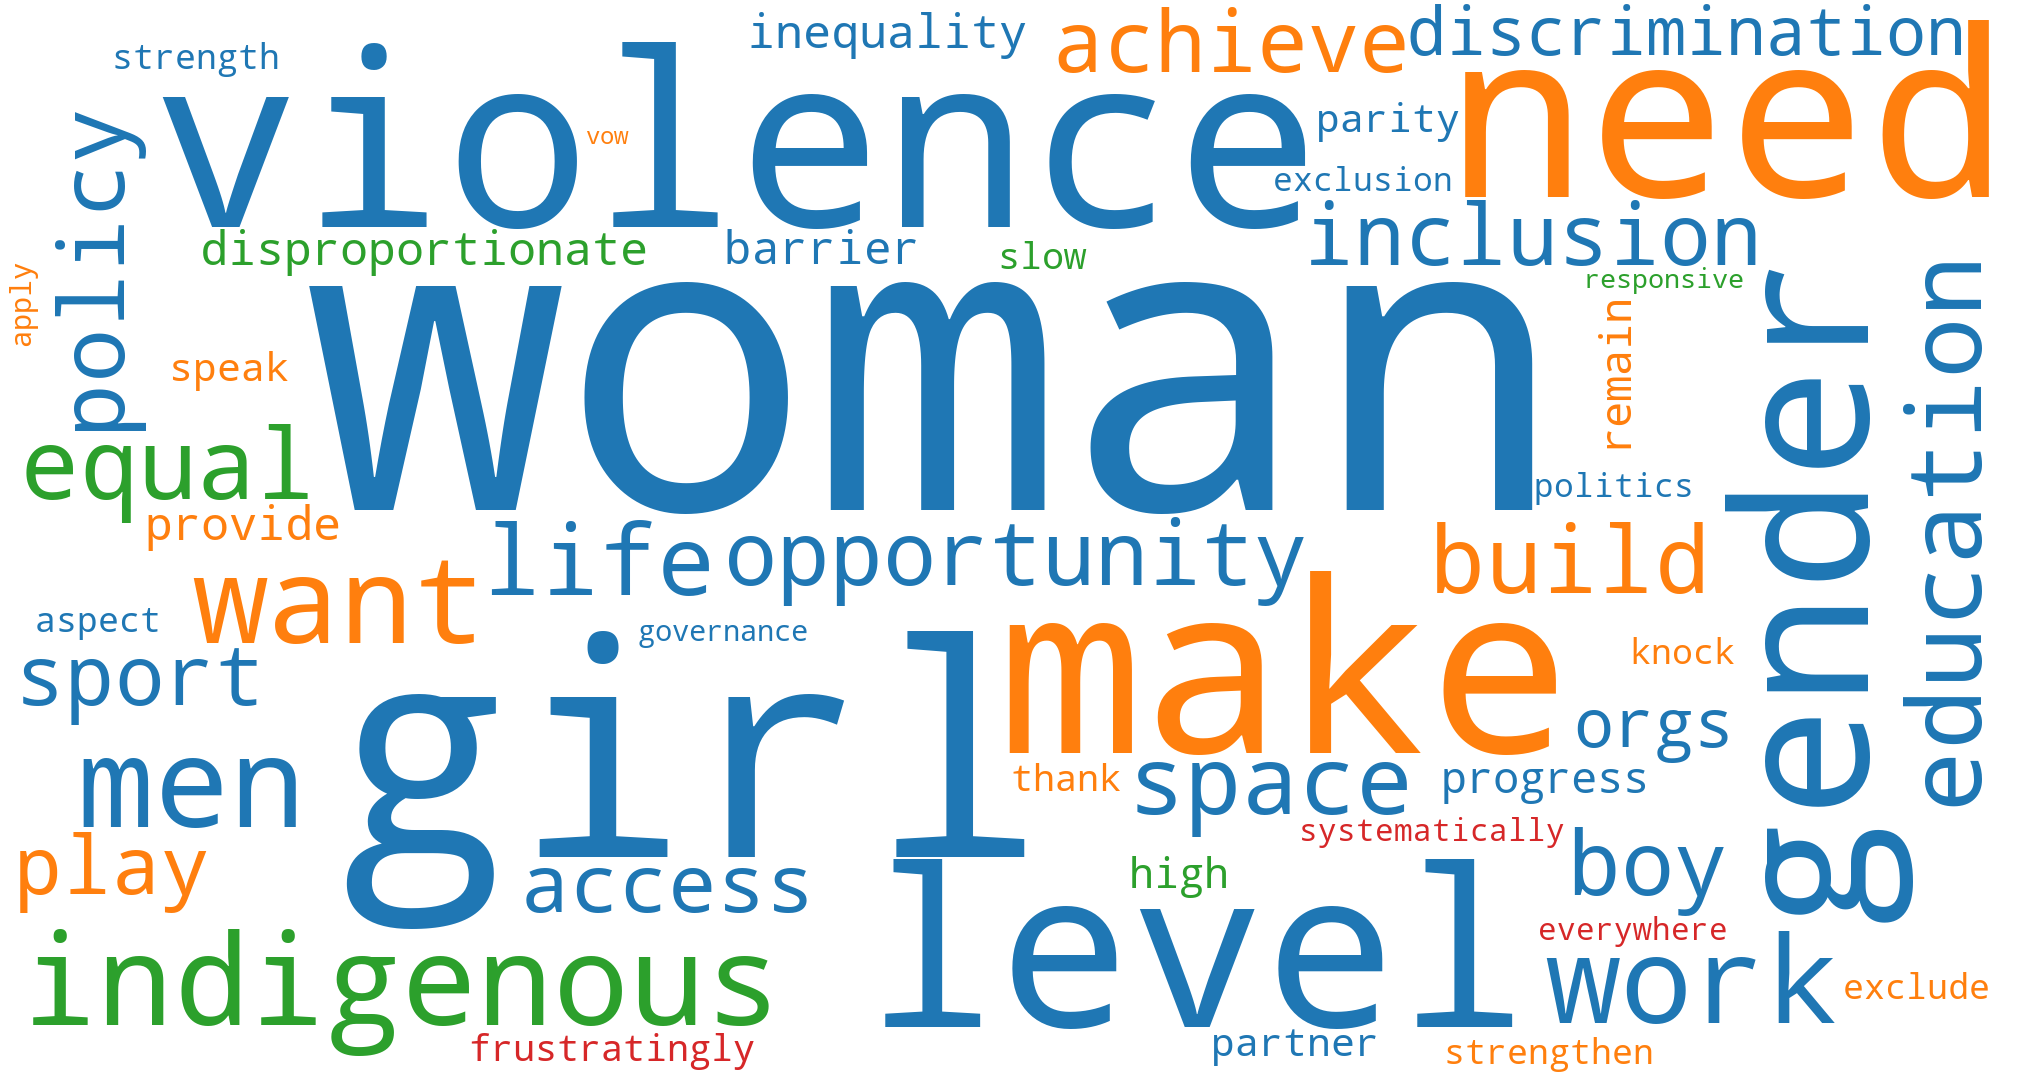 inequality
achieve
discrimination
strength
violence
need
vow
parity
exclusion
policy
disproportionate
barrier
slow
inclusion
responsive
apply
speak
woman
remain
gender
education
equal
politics
provide
life
opportunity
build
want
aspect
governance
make
knock
sport
girl
orgs
men
thank
space
progress
systematically
play
access
high
level
boy
everywhere
indigenous
work
exclude
frustratingly
partner
strengthen